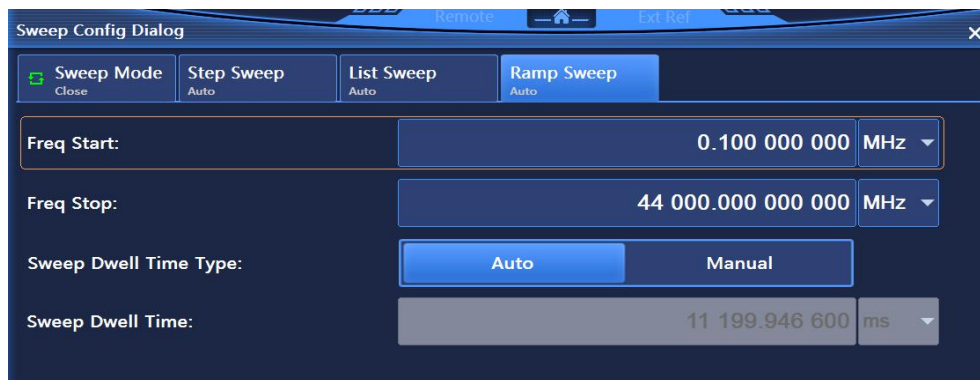 Remote
Ext Ref
Sweep Config Dialog
Sweep Mode
Close
Step Sweep
Auto
List Sweep
Auto
Ramp Sweep
Auto
Freq Start: 0.100 000 000 MHz
Freq Stop: 44 000.000 000 000 MHz
Sweep Dwell Time Type: Auto Manual
Sweep Dwell Time: 11 199.946 600 ms